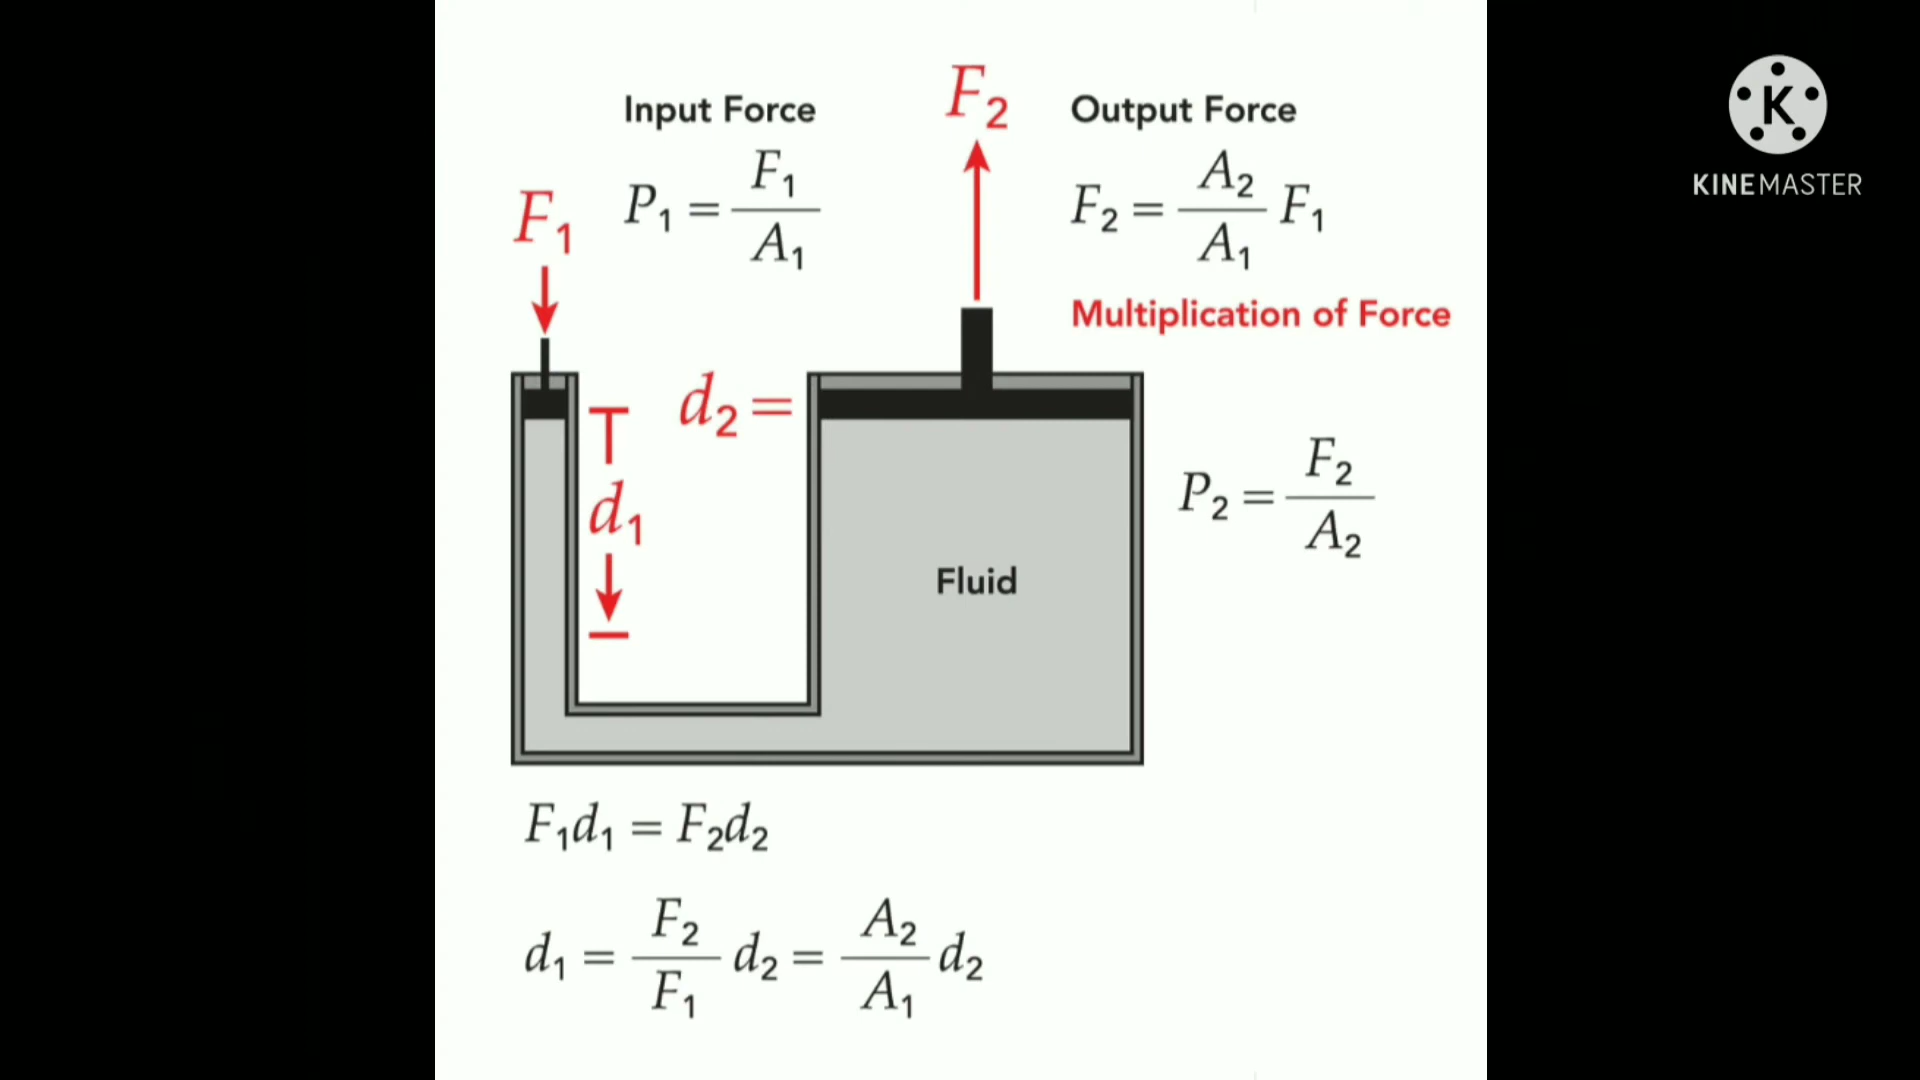 Input Force
P₁ = F₁ / A₁
F₂
Output Force
F₂ = A₂ / A₁ F₁
Multiplication of Force
F₁
d₂ =
d₁
P₂ = F₂ / A₂
Fluid
F₁d₁ = F₂d₂
d₁ = F₂ / F₁ d₂ = A₂ / A₁ d₂
K
KINEMASTER